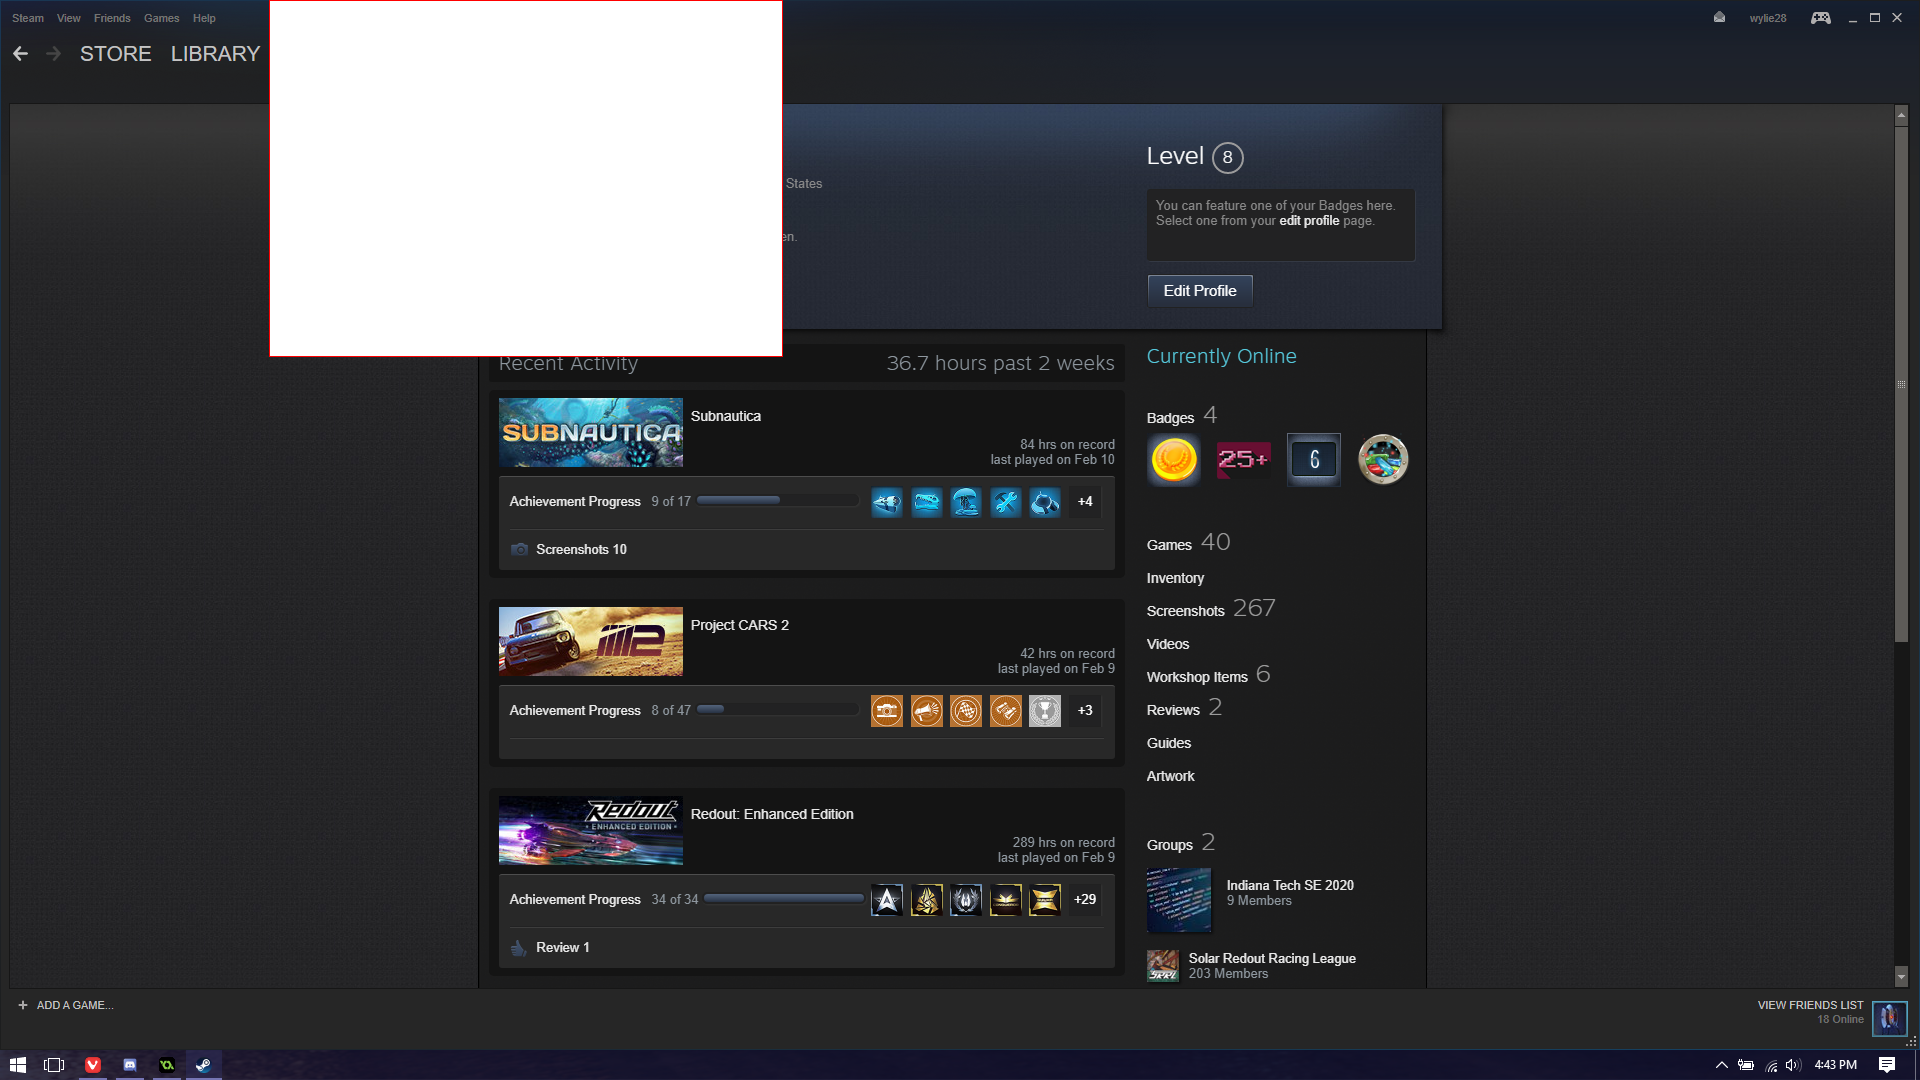 Steam View Friends Games Help
wylie28
STORE LIBRARY
Level 8
States
You can feature one of your Badges here.
Select one from your edit profile page.
en.
Edit Profile
Recent Activity 36.7 hours past 2 weeks
Currently Online
SUBNAUTICA
Subnautica
84 hrs on record
last played on Feb 10
Achievement Progress 9 of 17 +4
Screenshots 10
Project CARS 2
42 hrs on record
last played on Feb 9
Achievement Progress 8 of 47 +3
Redout
ENHANCED EDITION
Redout: Enhanced Edition
289 hrs on record
last played on Feb 9
Achievement Progress 34 of 34 +29
Review 1
Badges 4
25+ 6
Games 40
Inventory
Screenshots 267
Videos
Workshop Items 6
Reviews 2
Guides
Artwork
Groups 2
Indiana Tech SE 2020
9 Members
Solar Redout Racing League
203 Members
SRRL
+ ADD A GAME...
VIEW FRIENDS LIST
18 Online
4:43 PM